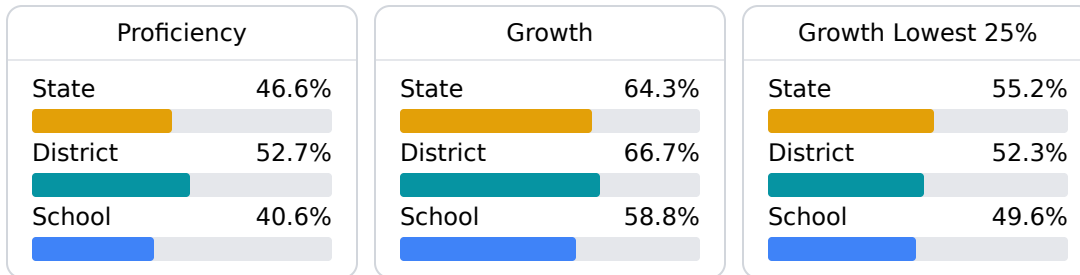 Proficiency
State 46.6%
District 52.7%
School 40.6%
Growth
State 64.3%
District 66.7%
School 58.8%
Growth Lowest 25%
State 55.2%
District 52.3%
School 49.6%